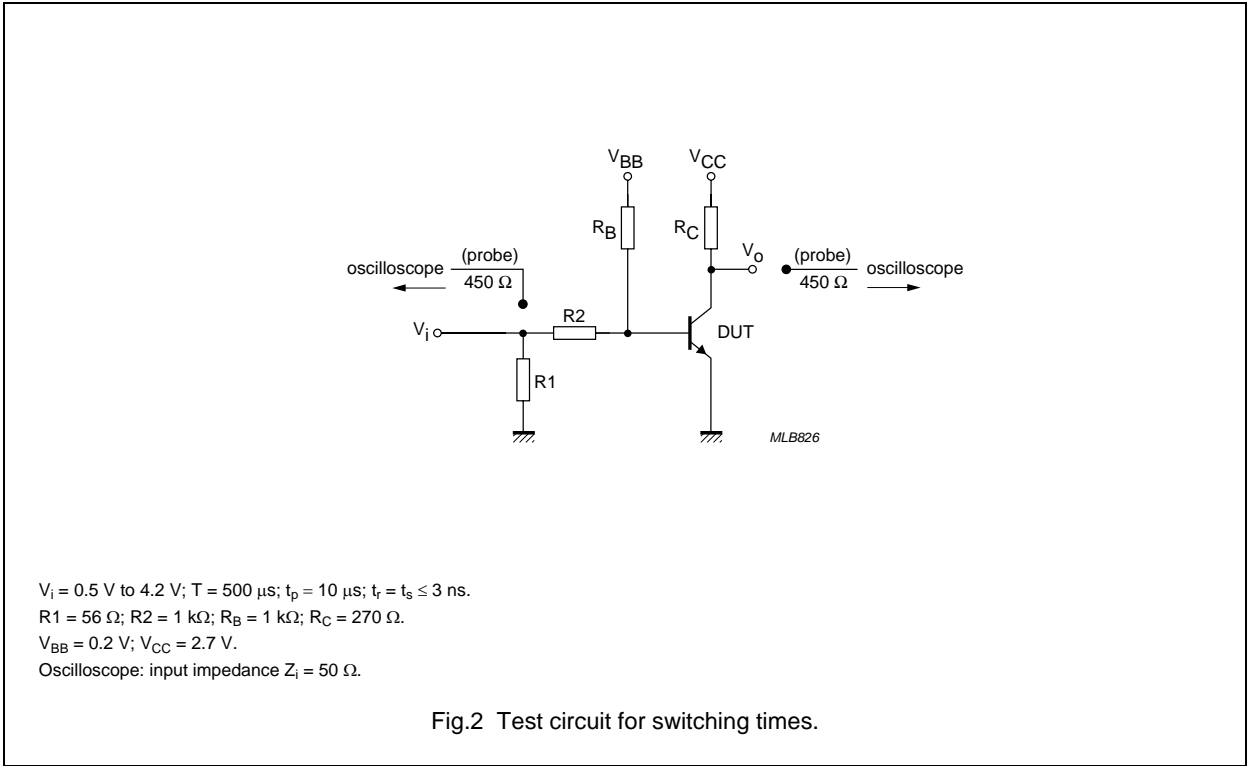 V_BB V_CC
R_B R_C
V_o
(probe) (probe)
oscilloscope oscilloscope
450 Ω 450 Ω
R2
V_i DUT
R1
MLB826
V_i = 0.5 V to 4.2 V; T = 500 μs; t_p = 10 μs; t_r = t_s ≤ 3 ns.
R1 = 56 Ω; R2 = 1 kΩ; R_B = 1 kΩ; R_C = 270 Ω.
V_BB = 0.2 V; V_CC = 2.7 V.
Oscilloscope: input impedance Z_i = 50 Ω.
Fig.2 Test circuit for switching times.